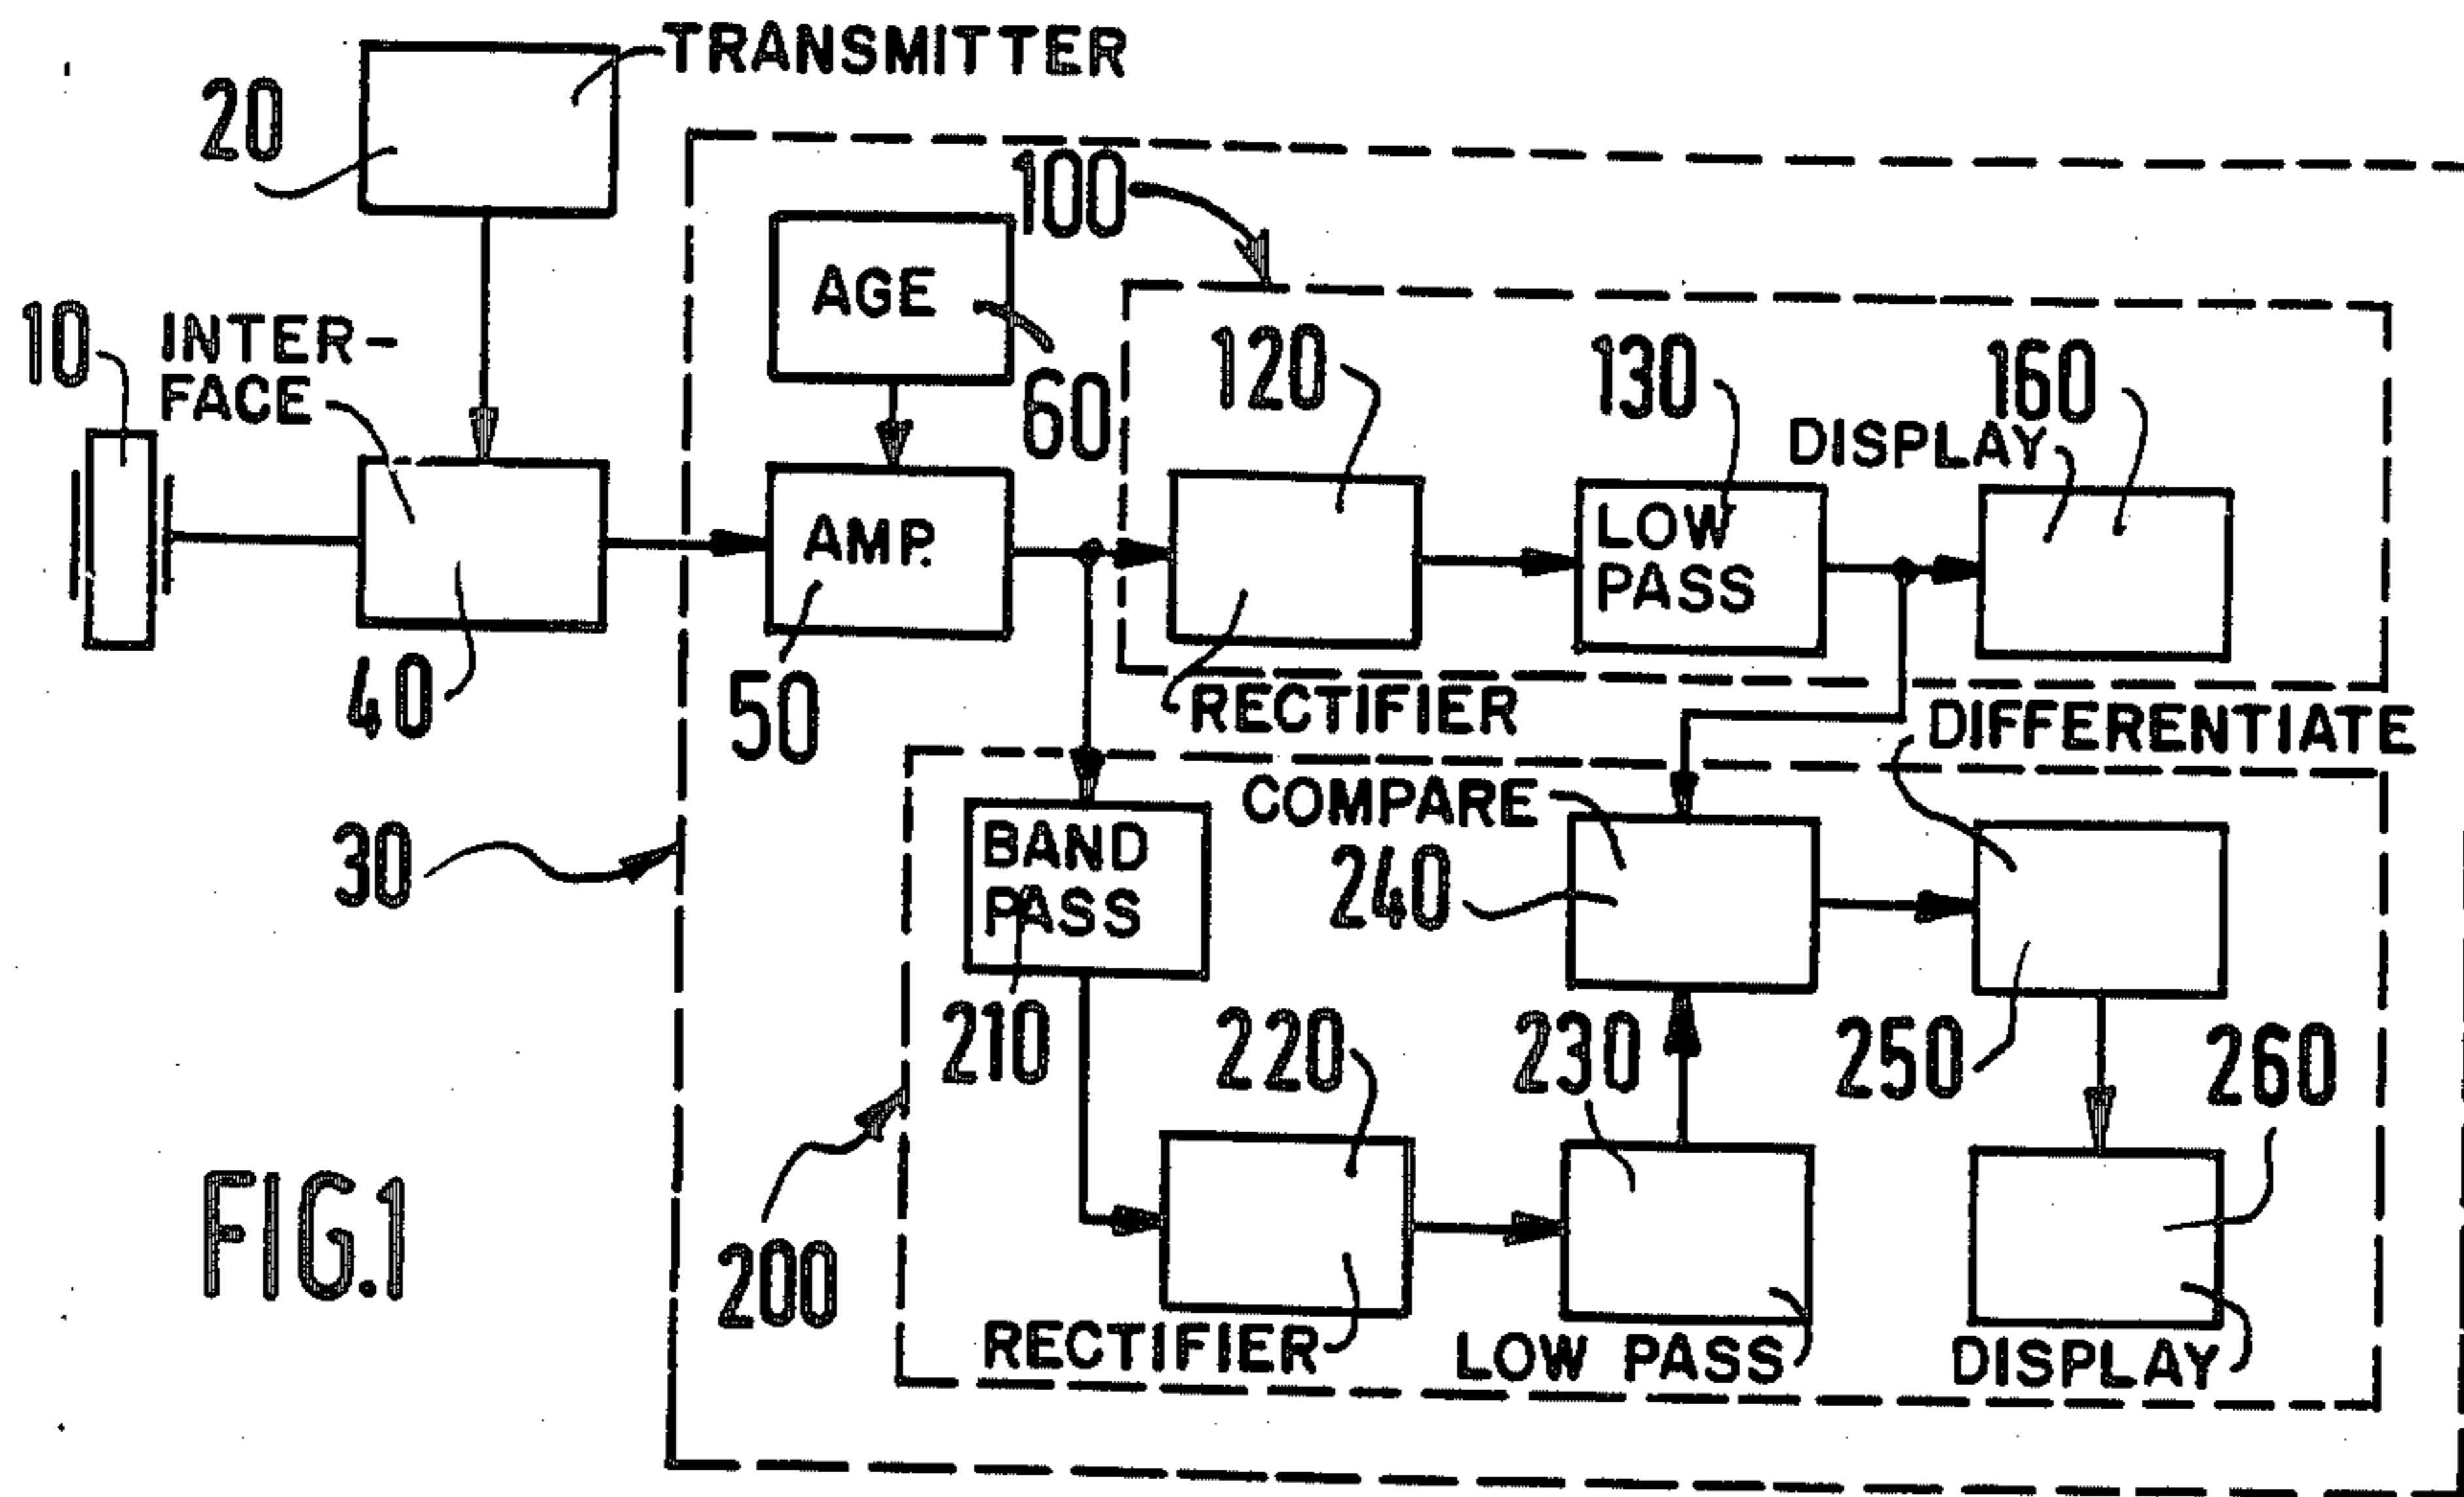 TRANSMITTER
20
100
AGE
10
INTER-
FACE
60
120
130
160
DISPLAY
AMP.
LOW
PASS
40
50
RECTIFIER
DIFFERENTIATE
COMPARE
30
BAND
PASS
240
210
220
230
250
260
FIG.1
200
RECTIFIER
LOW PASS
DISPLAY